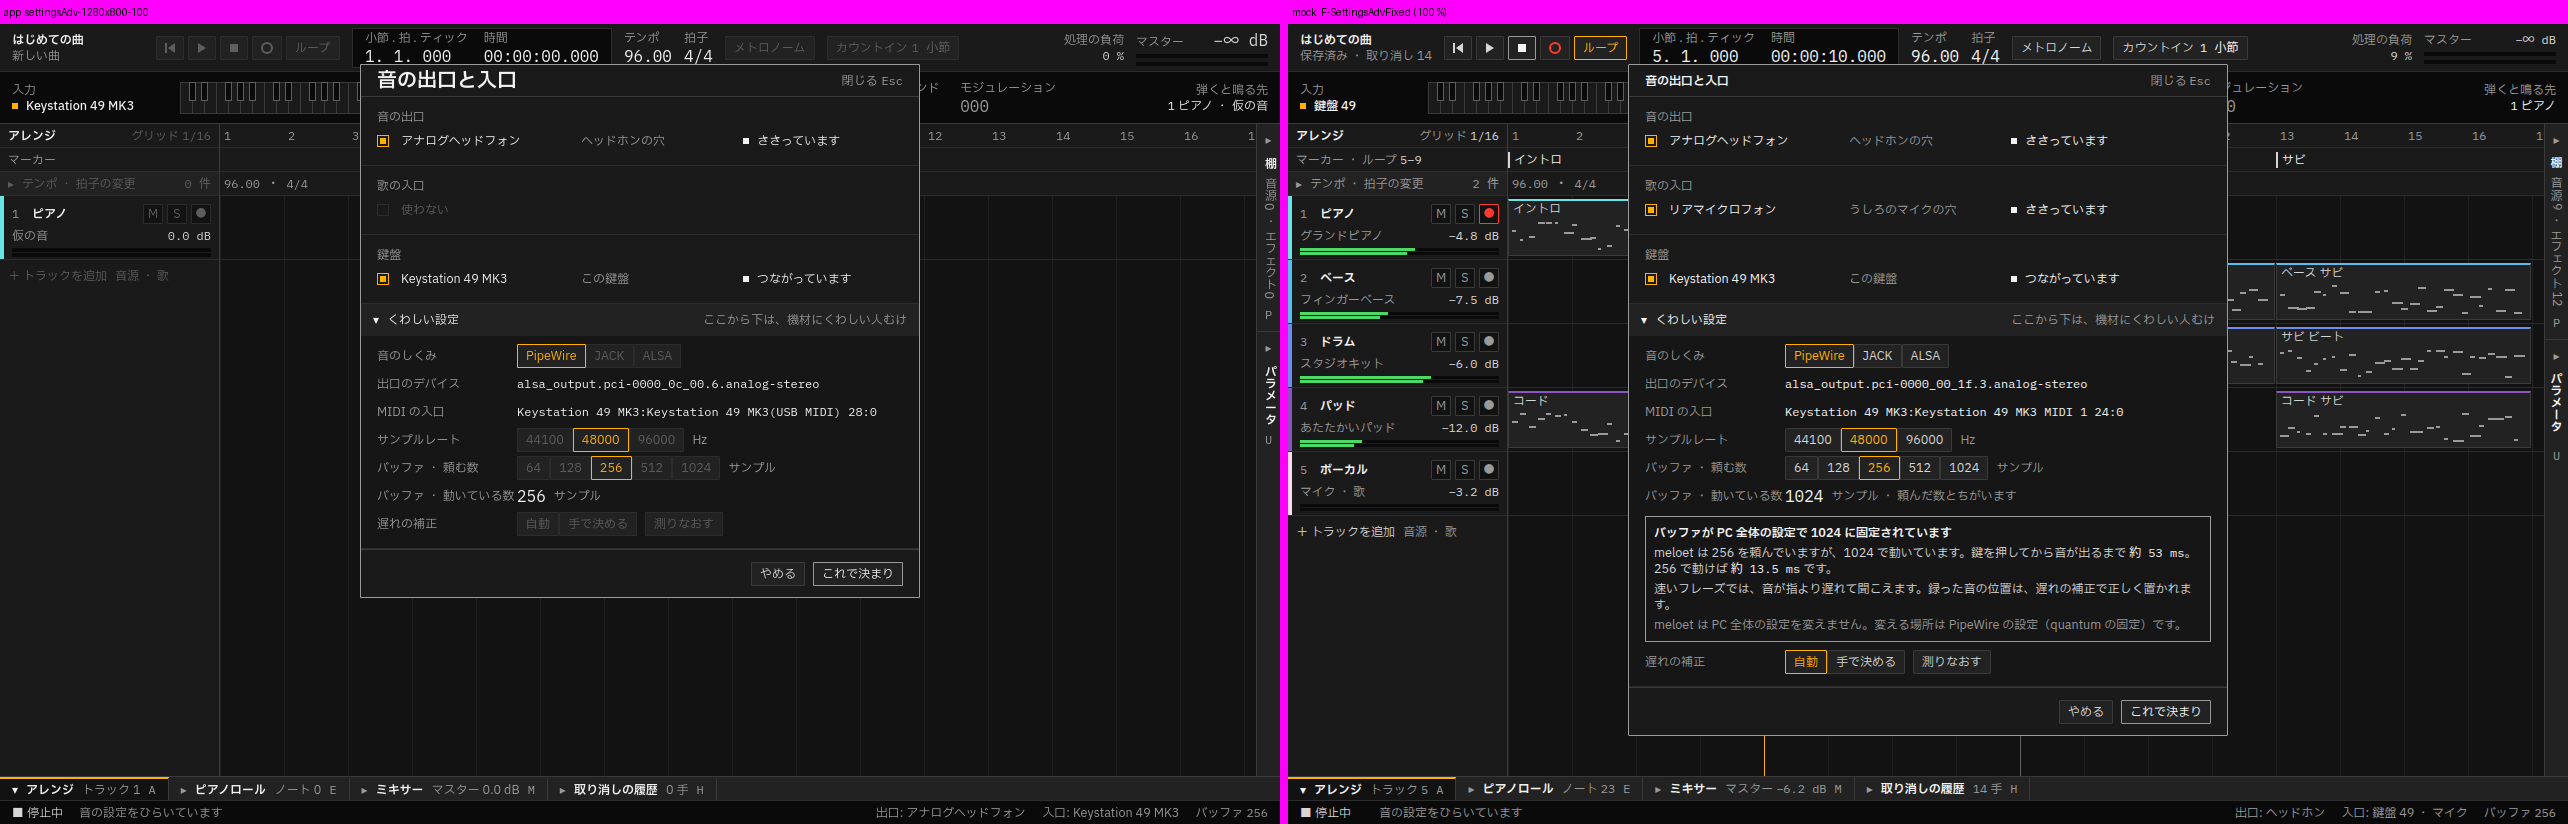 app settingsAdv-1280x800-100
はじめての曲
新しい曲
ループ
小節 . 拍 . ティック
1. 1. 000
時間
00:00:00.000
テンポ
96.00
拍子
4/4
メトロノーム
カウントイン 1 小節
処理の負荷
0 %
マスター
−∞ dB
入力
Keystation 49 MK3
ンド
モジュレーション
000
弾くと鳴る先
1 ピアノ ・ 仮の音
アレンジ
グリッド 1/16
1 2 3 12 13 14 15 16 1
マーカー
▸ テンポ ・ 拍子の変更
0 件
96.00 ・ 4/4
1 ピアノ
M S
仮の音
0.0 dB
＋トラックを追加 音源 ・ 歌
音の出口と入口
閉じる Esc
音の出口
アナログヘッドフォン
ヘッドホンの穴
ささっています
歌の入口
使わない
鍵盤
Keystation 49 MK3
この鍵盤
つながっています
▾ くわしい設定
ここから下は、機材にくわしい人むけ
音のしくみ
PipeWire JACK ALSA
出口のデバイス
alsa_output.pci-0000_0c_00.6.analog-stereo
MIDI の入口
Keystation 49 MK3:Keystation 49 MK3(USB MIDI) 28:0
サンプルレート
44100 48000 96000 Hz
バッファ ・ 頼む数
64 128 256 512 1024 サンプル
バッファ ・ 動いている数
256 サンプル
遅れの補正
自動 手で決める 測りなおす
やめる これで決まり
▸ 棚 音源 0 ・ エフェクト 0 P
▸ パラメータ U
▾ アレンジ トラック 1 A
▸ ピアノロール ノート 0 E
▸ ミキサー マスター 0.0 dB M
▸ 取り消しの履歴 0 手 H
■ 停止中
音の設定をひらいています
出口: アナログヘッドフォン
入口: Keystation 49 MK3
バッファ 256
mock F-SettingsAdvFixed (100%)
はじめての曲
保存済み ・ 取り消し 14
ループ
小節 . 拍 . ティック
5. 1. 000
時間
00:00:10.000
テンポ
96.00
拍子
4/4
メトロノーム
カウントイン 1 小節
処理の負荷
9 %
マスター
−∞ dB
入力
鍵盤 49
ジュレーション
弾くと鳴る先
1 ピアノ
アレンジ
グリッド 1/16
1 2 13 14 15 16 1
マーカー ・ ループ 5–9
イントロ
サビ
▸ テンポ ・ 拍子の変更
2 件
96.00 ・ 4/4
1 ピアノ
M S
グランドピアノ
−4.8 dB
イントロ
2 ベース
M S
フィンガーベース
−7.5 dB
ベース サビ
3 ドラム
M S
スタジオキット
−6.0 dB
サビ ビート
4 パッド
M S
あたたかいパッド
−12.0 dB
コード
コード サビ
5 ボーカル
M S
マイク ・ 歌
−3.2 dB
＋トラックを追加 音源 ・ 歌
音の出口と入口
閉じる Esc
音の出口
アナログヘッドフォン
ヘッドホンの穴
ささっています
歌の入口
リアマイクロフォン
うしろのマイクの穴
ささっています
鍵盤
Keystation 49 MK3
この鍵盤
つながっています
▾ くわしい設定
ここから下は、機材にくわしい人むけ
音のしくみ
PipeWire JACK ALSA
出口のデバイス
alsa_output.pci-0000_00_1f.3.analog-stereo
MIDI の入口
Keystation 49 MK3:Keystation 49 MK3 MIDI 1 24:0
サンプルレート
44100 48000 96000 Hz
バッファ ・ 頼む数
64 128 256 512 1024 サンプル
バッファ ・ 動いている数
1024 サンプル ・ 頼んだ数とちがいます
バッファが PC 全体の設定で 1024 に固定されています
meloet は 256 を頼んでいますが、1024 で動いています。鍵を押してから音が出るまで 約 53 ms。
256 で動けば 約 13.5 ms です。
速いフレーズでは、音が指より遅れて聞こえます。録った音の位置は、遅れの補正で正しく置かれま
す。
meloet は PC 全体の設定を変えません。変える場所は PipeWire の設定（quantum の固定）です。
遅れの補正
自動 手で決める 測りなおす
やめる これで決まり
▸ 棚 音源 9 ・ エフェクト 12 P
▸ パラメータ U
▾ アレンジ トラック 5 A
▸ ピアノロール ノート 23 E
▸ ミキサー マスター −6.2 dB M
▸ 取り消しの履歴 14 手 H
■ 停止中
音の設定をひらいています
出口: ヘッドホン
入口: 鍵盤 49 ・ マイク
バッファ 256